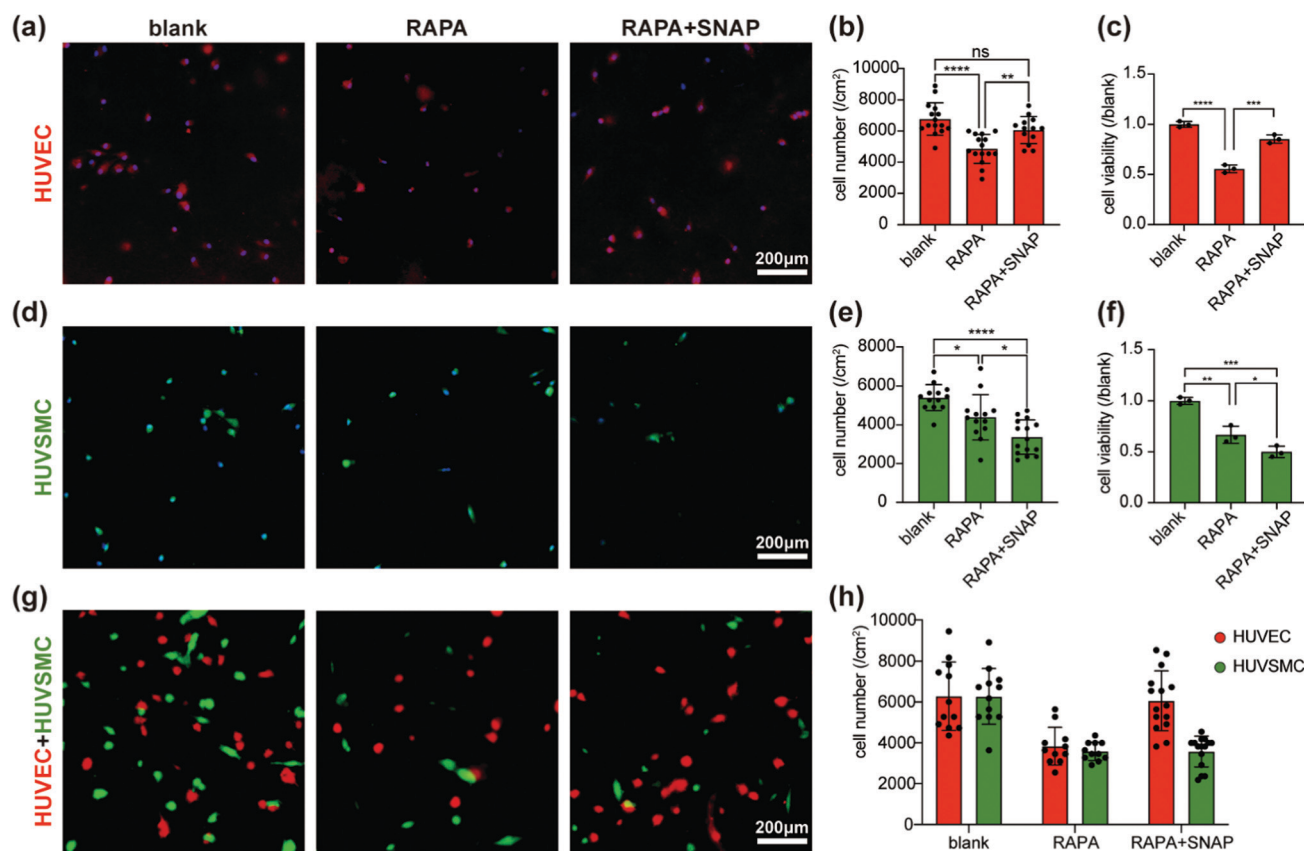 (a)
blank
RAPA
RAPA+SNAP
HUVEC
200μm
(b)
ns
****
**
10000
8000
6000
4000
2000
0
cell number (/cm²)
blank
RAPA
RAPA+SNAP
(c)
****
***
1.5
1.0
0.5
0.0
cell viability (/blank)
blank
RAPA
RAPA+SNAP
(d)
HUVSMC
200μm
(e)
****
*
*
8000
6000
4000
2000
0
cell number (/cm²)
blank
RAPA
RAPA+SNAP
(f)
***
**
*
1.5
1.0
0.5
0.0
cell viability (/blank)
blank
RAPA
RAPA+SNAP
(g)
HUVEC+HUVSMC
200μm
(h)
10000
8000
6000
4000
2000
0
cell number (/cm²)
HUVEC
HUVSMC
blank
RAPA
RAPA+SNAP